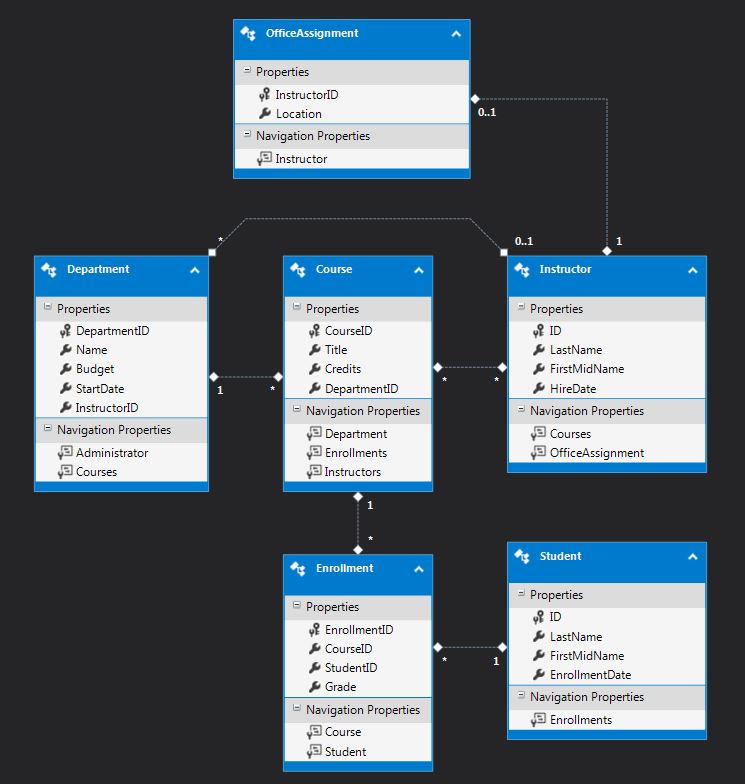 OfficeAssignment
Properties
InstructorID
Location
Navigation Properties
Instructor
0..1
1
*
0..1
Department
Properties
DepartmentID
Name
Budget
StartDate
InstructorID
Navigation Properties
Administrator
Courses
1
*
Course
Properties
CourseID
Title
Credits
DepartmentID
Navigation Properties
Department
Enrollments
Instructors
*
*
Instructor
Properties
ID
LastName
FirstMidName
HireDate
Navigation Properties
Courses
OfficeAssignment
1
*
Enrollment
Properties
EnrollmentID
CourseID
StudentID
Grade
Navigation Properties
Course
Student
*
1
Student
Properties
ID
LastName
FirstMidName
EnrollmentDate
Navigation Properties
Enrollments